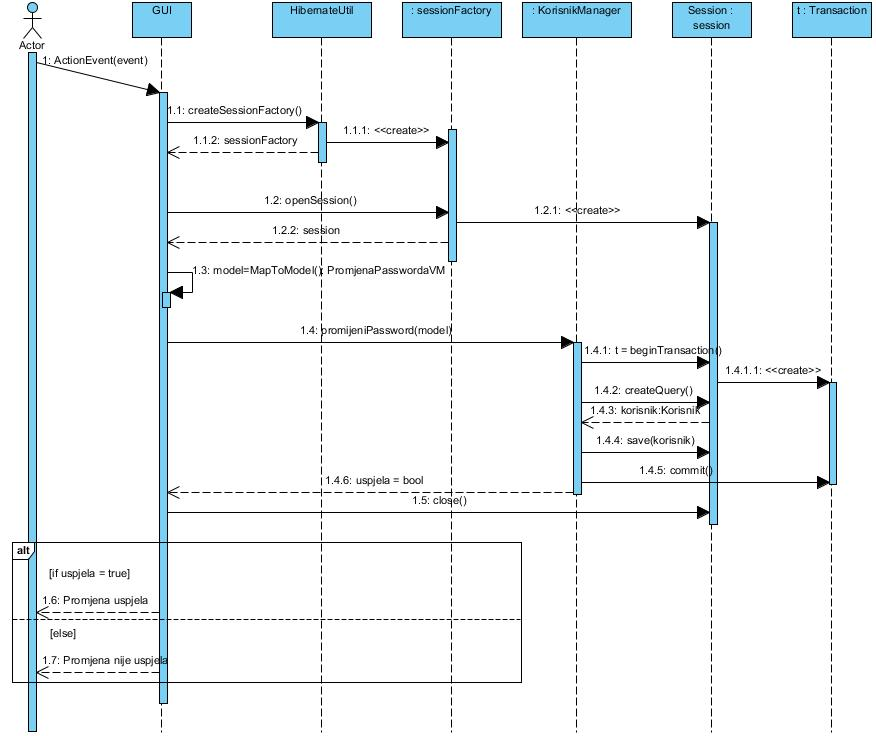 GUI
HibernateUtil
: sessionFactory
: KorisnikManager
Session :
session
t : Transaction
Actor
1: ActionEvent(event)
1.1: createSessionFactory()
1.1.1: <<create>>
1.1.2: sessionFactory
1.2: openSession()
1.2.1: <<create>>
1.2.2: session
1.3: model=MapToModel(): PromjenaPasswordaVM
1.4: promijeniPassword(model)
1.4.1: t = beginTransaction()
1.4.1.1: <<create>>
1.4.2: createQuery()
1.4.3: korisnik:Korisnik
1.4.4: save(korisnik)
1.4.5: commit()
1.4.6: uspjela = bool
1.5: close()
alt
[if uspjela = true]
1.6: Promjena uspjela
[else]
1.7: Promjena nije uspjela